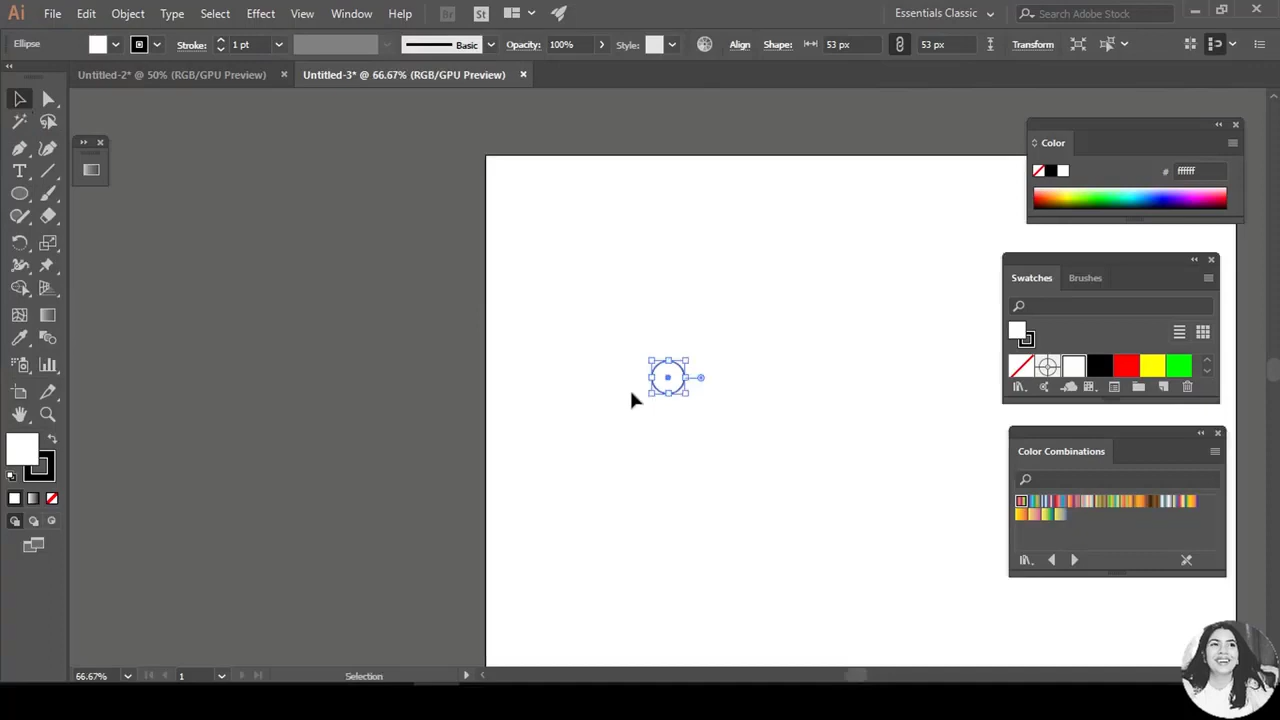 Ai File Edit Object Type Select Effect View Window Help Br St Essentials Classic Search Adobe Stock
Ellipse Stroke: 1 pt Basic Opacity: 100% Style: Align Shape: 53 px 53 px Transform
Untitled-2* @ 50% (RGB/GPU Preview) Untitled-3* @ 66.67% (RGB/GPU Preview)
Color
# ffffff
Swatches Brushes
Color Combinations
66.67% 1 Selection